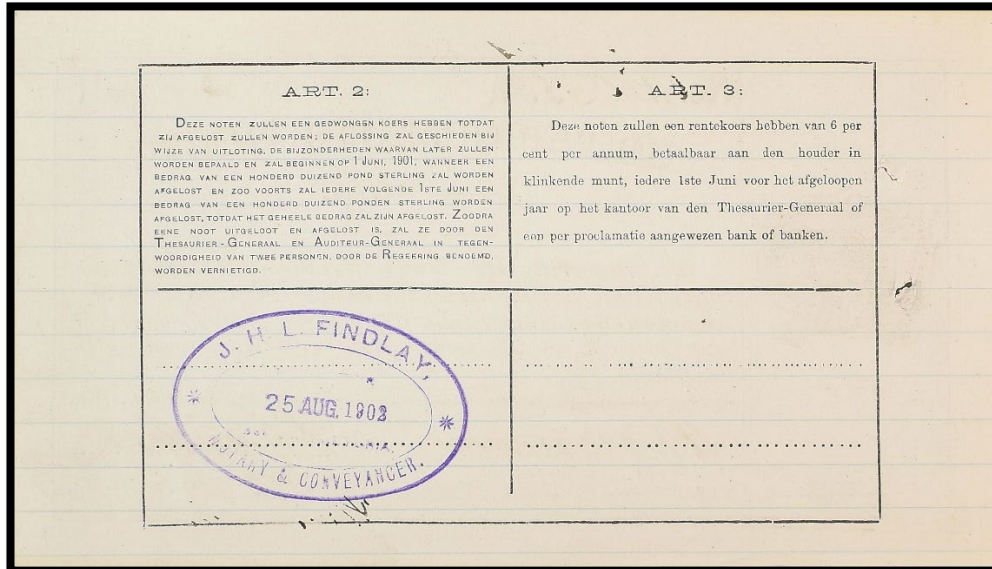 ART. 2:
DEZE NOTEN ZULLEN EEN GEDWONGEN KOERS HEBBEN TOTDAT
ZIJ AFGELOST ZULLEN WORDEN; DE AFLOSSING ZAL GESCHIEDEN BIJ
WIJZE VAN UITLOTING, DE BIJZONDERHEDEN WAARVAN LATER ZULLEN
WORDEN BEPAALD EN ZAL BEGINNEN OP 1 JUNI, 1901, WANNEER EEN
BEDRAG VAN EEN HONDERD DUIZEND POND STERLING ZAL WORDEN
AFGELOST EN ZOO VOORTS ZAL IEDERE VOLGENDE 1STE JUNI EEN
BEDRAG VAN EEN HONDERD DUIZEND PONDEN STERLING WORDEN
AFGELOST, TOTDAT HET GEHEELE BEDRAG ZAL ZIJN AFGELOST. ZOODRA
EENE NOOT UITGELOOT EN AFGELOST IS, ZAL ZE DOOR DEN
THESAURIER-GENERAAL EN AUDITEUR-GENERAAL IN TEGEN-
WOORDIGHEID VAN TWEE PERSONEN, DOOR DE REGEERING BENOEMD,
WORDEN VERNIETIGD.
ART. 3:
Deze noten zullen een rentekoers hebben van 6 per
cent per annum, betaalbaar aan den houder in
klinkende munt, iedere 1ste Juni voor het afgeloopen
jaar op het kantoor van den Thesaurier-Generaal of
een per proclamatie aangewezen bank of banken.
J. H. L. FINDLAY,
25 AUG. 1902
NOTARY & CONVEYANCER.